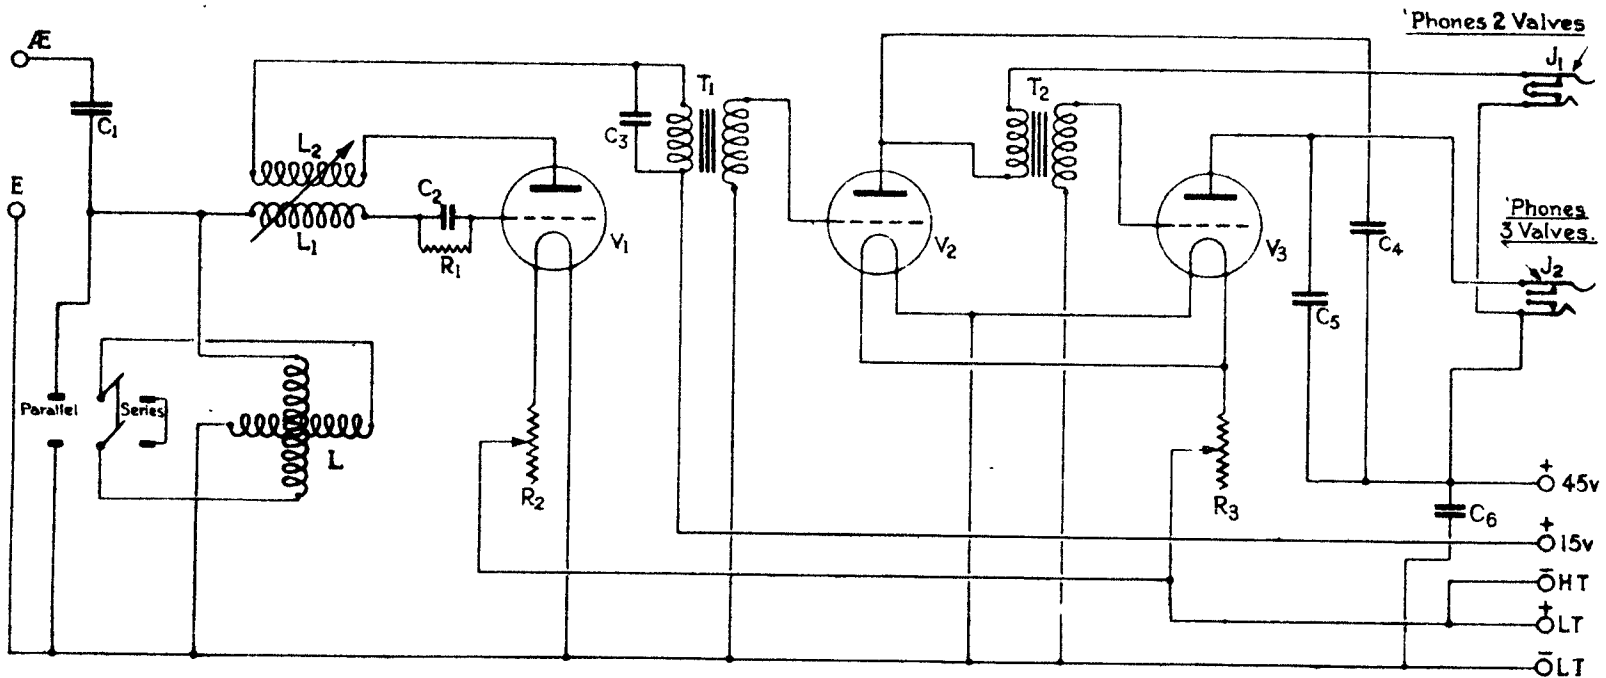 'Phones 2 Valves
Æ
J1
T1
T2
C1
C3
L2
E
C2
'Phones
3 Valves.
L1
V1
V2
V3
C4
R1
J2
C5
Parallel
Series
L
R2
R3
+
45v
C6
+
15v
- HT
+
LT
- LT